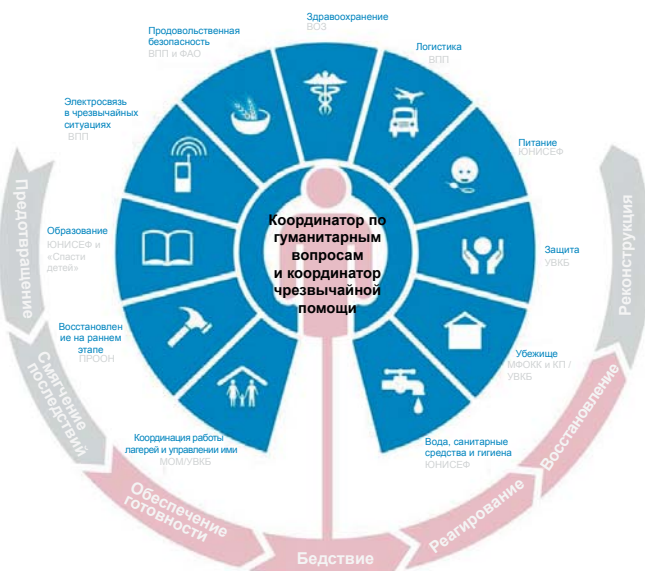 Здравоохранение
ВОЗ
Продовольственная
безопасность
ВПП и ФАО
Логистика
ВПП
Электросвязь
в чрезвычайных
ситуациях
ВПП
Питание
ЮНИСЕФ
Образование
ЮНИСЕФ и
«Спасти
детей»
Координатор по
гуманитарным
вопросам
и координатор
чрезвычайной
помощи
Защита
УВКБ
Восстановлен
ие на раннем
этапе
ПРООН
Убежище
МФОКК и КП /
УВКБ
Координация работы
лагерей и управлении ими
МОМ/УВКБ
Вода, санитарные
средства и гигиена
ЮНИСЕФ
Предотвращение
Смягчение
последствий
Обеспечение
готовности
Бедствие
Реагирование
Восстановление
Реконструкция